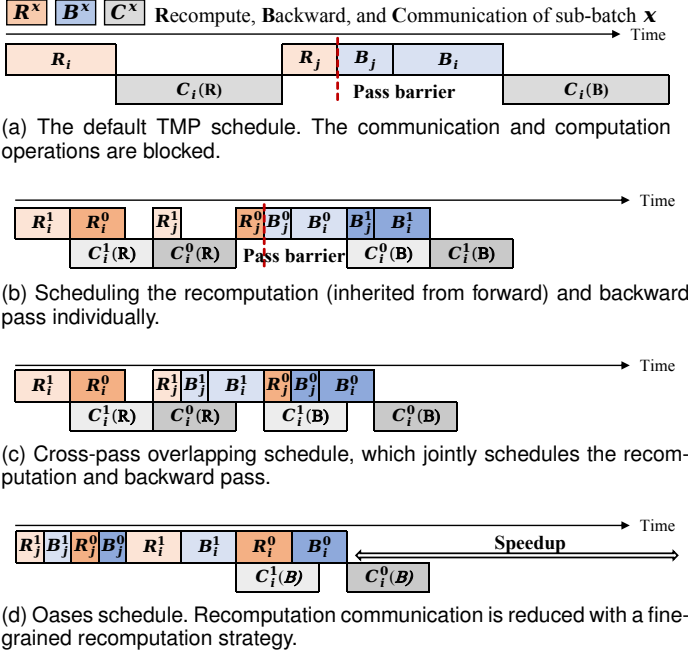 R^x B^x C^x Recompute, Backward, and Communication of sub-batch x
Time
R_i R_j B_j B_i
C_i(R) Pass barrier C_i(B)
(a) The default TMP schedule. The communication and computation
operations are blocked.
Time
R_i^1 R_i^0 R_j^1 R_j^0 B_j^0 B_i^0 B_j^1 B_i^1
C_i^1(R) C_i^0(R) Pass barrier C_i^0(B) C_i^1(B)
(b) Scheduling the recomputation (inherited from forward) and backward
pass individually.
Time
R_i^1 R_i^0 R_j^1 B_j^1 B_i^1 R_j^0 B_j^0 B_i^0
C_i^1(R) C_i^0(R) C_i^1(B) C_i^0(B)
(c) Cross-pass overlapping schedule, which jointly schedules the recom-
putation and backward pass.
Time
R_j^1 B_j^1 R_j^0 B_j^0 R_i^1 B_i^1 R_i^0 B_i^0 Speedup
C_i^1(B) C_i^0(B)
(d) Oases schedule. Recomputation communication is reduced with a fine-
grained recomputation strategy.